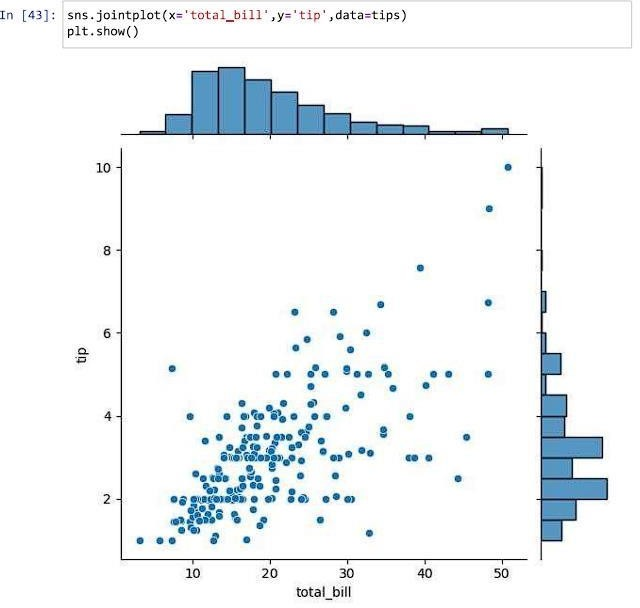 In [43]: sns.jointplot(x='total_bill',y='tip',data=tips)
plt.show()
10
8
6
4
2
tip
10 20 30 40 50
total_bill